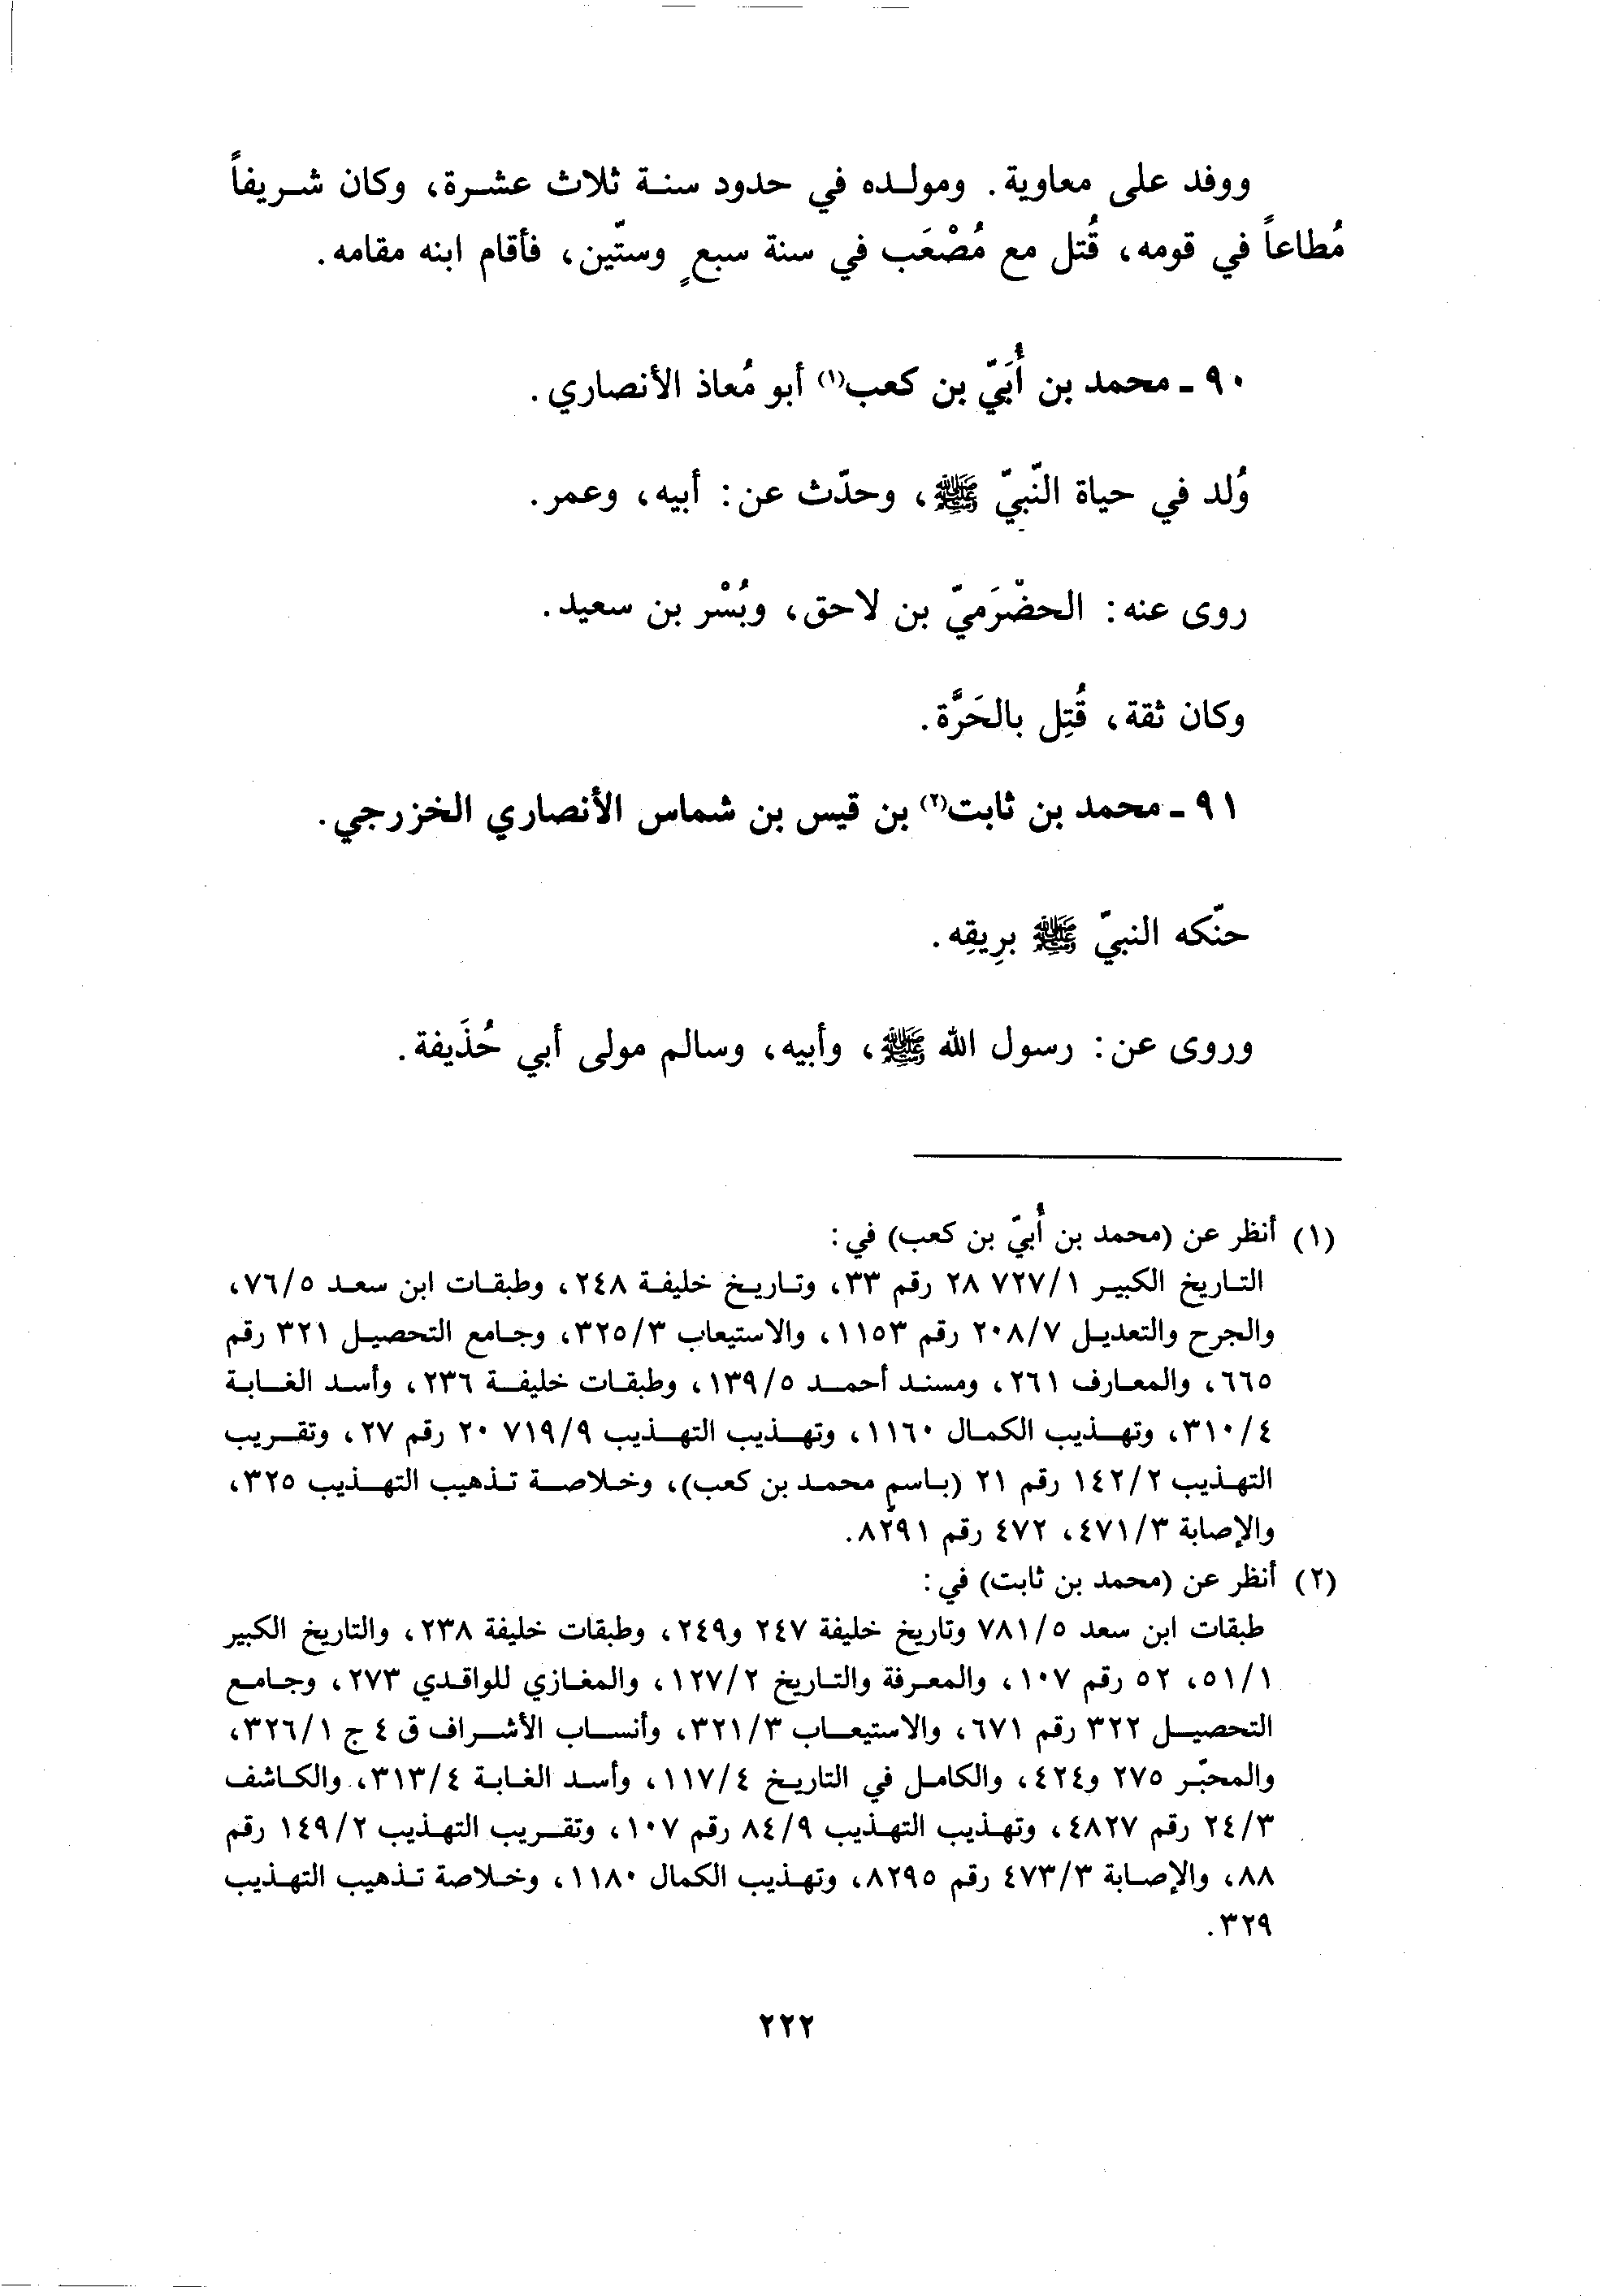 ووفد على معاوية. ومولده في حدود سنة ثلاث عشرة، وكان شريفاً
مُطاعاً في قومه، قُتل مع مُصْعَب في سنة سبعٍ وستّين، فأقام ابنه مقامه.
٩٠ ـ محمد بن أُبَيّ بن كعب(١) أبو مُعاذ الأنصاري.
وُلد في حياة النّبيّ ﷺ، وحدّث عن: أبيه، وعمر.
روى عنه: الحضْرَميّ بن لاحق، وبُسْر بن سعيد.
وكان ثقة، قُتِل بالحَرَّة.
٩١ ـ محمد بن ثابت(٢) بن قيس بن شماس الأنصاري الخزرجي.
حنّكه النبيّ ﷺ برِيقِه.
وروى عن: رسول الله ﷺ، وأبيه، وسالم مولى أبي حُذَيفة.
(١) أنظر عن (محمد بن أُبيّ بن كعب) في:
التاريخ الكبير ٧٢٧/١ ٢٨ رقم ٣٣، وتاريخ خليفة ٢٤٨، وطبقات ابن سعد ٧٦/٥،
والجرح والتعديل ٢٠٨/٧ رقم ١١٥٣، والاستيعاب ٣٢٥/٣، وجامع التحصيل ٣٢١ رقم
٦٦٥، والمعارف ٢٦١، ومسند أحمد ١٣٩/٥، وطبقات خليفة ٢٣٦، وأسد الغابة
٣١٠/٤، وتهذيب الكمال ١١٦٠، وتهذيب التهذيب ٧١٩/٩ ٢٠ رقم ٢٧، وتقريب
التهذيب ١٤٢/٢ رقم ٢١ (باسم محمد بن كعب)، وخلاصة تذهيب التهذيب ٣٢٥،
والإصابة ٤٧١/٣، ٤٧٢ رقم ٨٢٩١.
(٢) أنظر عن (محمد بن ثابت) في:
طبقات ابن سعد ٧٨١/٥ وتاريخ خليفة ٢٤٧ و٢٤٩، وطبقات خليفة ٢٣٨، والتاريخ الكبير
٥١/١، ٥٢ رقم ١٠٧، والمعرفة والتاريخ ١٢٧/٢، والمغازي للواقدي ٢٧٣، وجامع
التحصيل ٣٢٢ رقم ٦٧١، والاستيعاب ٣٢١/٣، وأنساب الأشراف ق ٤ ج ٣٢٦/١،
والمحبّر ٢٧٥ و٤٢٤، والكامل في التاريخ ١١٧/٤، وأسد الغابة ٣١٣/٤، والكاشف
٢٤/٣ رقم ٤٨٢٧، وتهذيب التهذيب ٨٤/٩ رقم ١٠٧، وتقريب التهذيب ١٤٩/٢ رقم
٨٨، والإصابة ٤٧٣/٣ رقم ٨٢٩٥، وتهذيب الكمال ١١٨٠، وخلاصة تذهيب التهذيب
٣٢٩.
٢٢٢